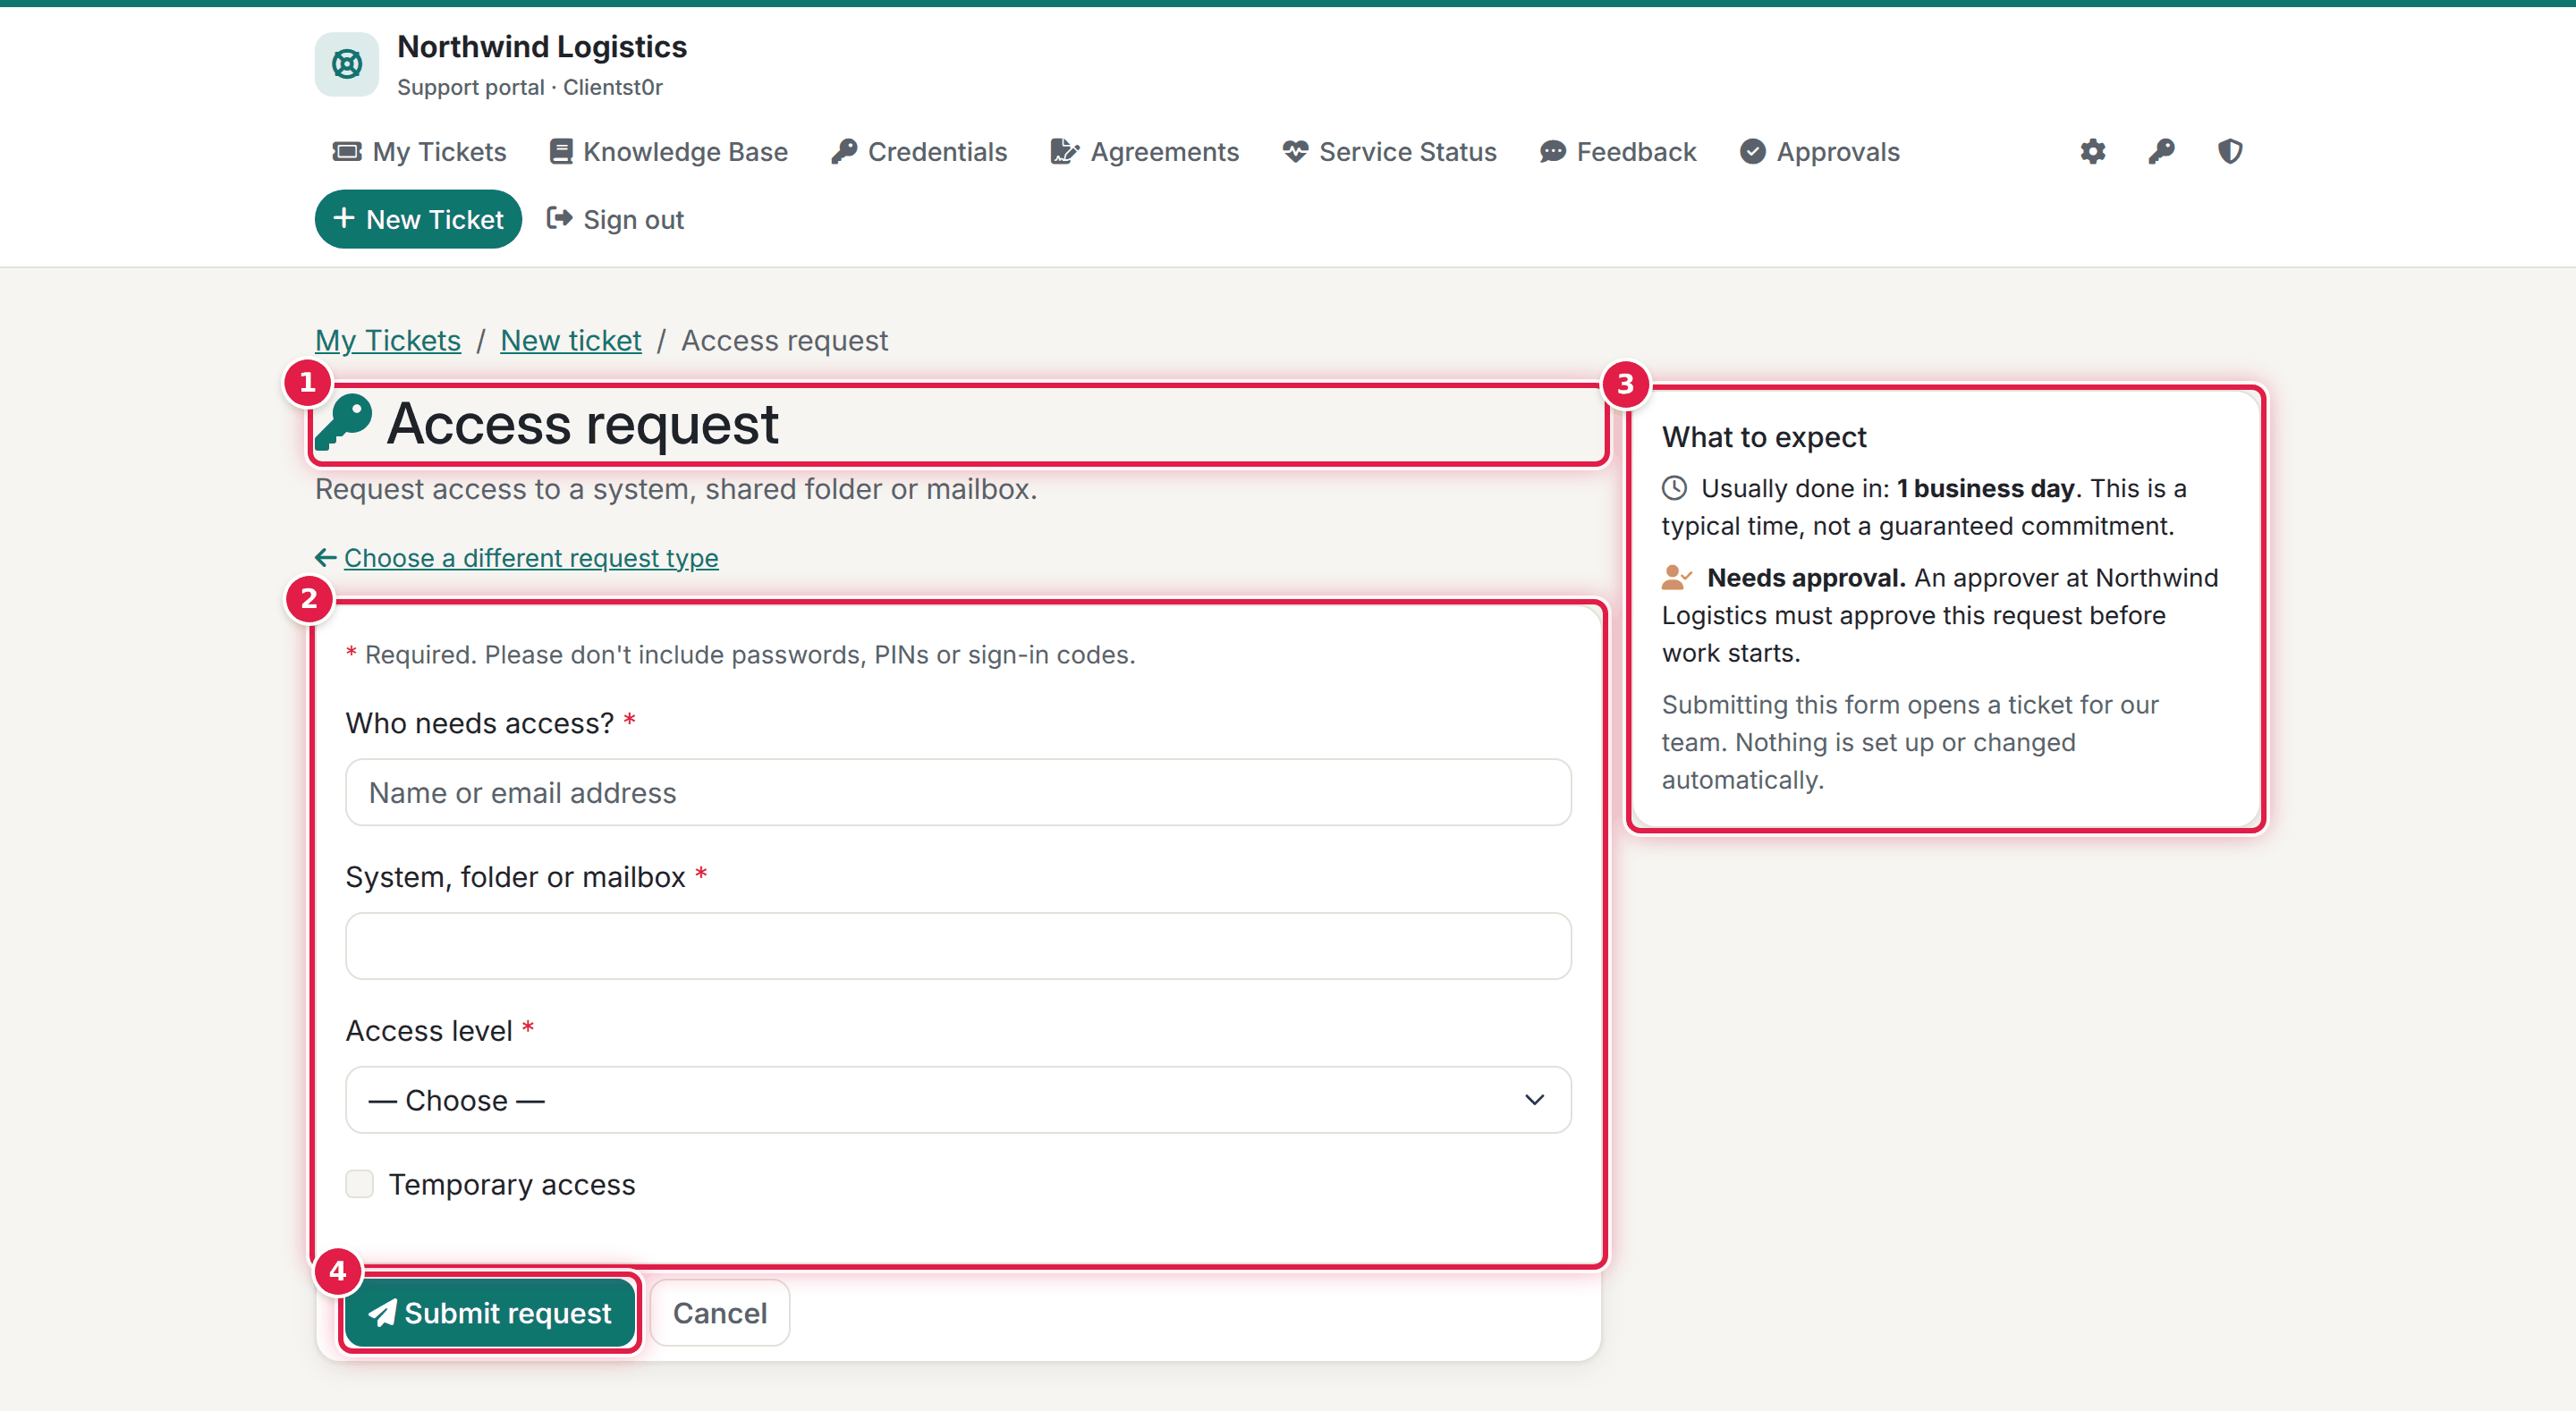 Northwind Logistics
Support portal · Clientst0r
My Tickets Knowledge Base Credentials Agreements Service Status Feedback Approvals
New Ticket Sign out
My Tickets / New ticket / Access request
1
Access request
Request access to a system, shared folder or mailbox.
Choose a different request type
2
* Required. Please don't include passwords, PINs or sign-in codes.
Who needs access? *
Name or email address
System, folder or mailbox *
Access level *
— Choose —
Temporary access
4
Submit request Cancel
3
What to expect
Usually done in: 1 business day. This is a
typical time, not a guaranteed commitment.
Needs approval. An approver at Northwind
Logistics must approve this request before
work starts.
Submitting this form opens a ticket for our
team. Nothing is set up or changed
automatically.